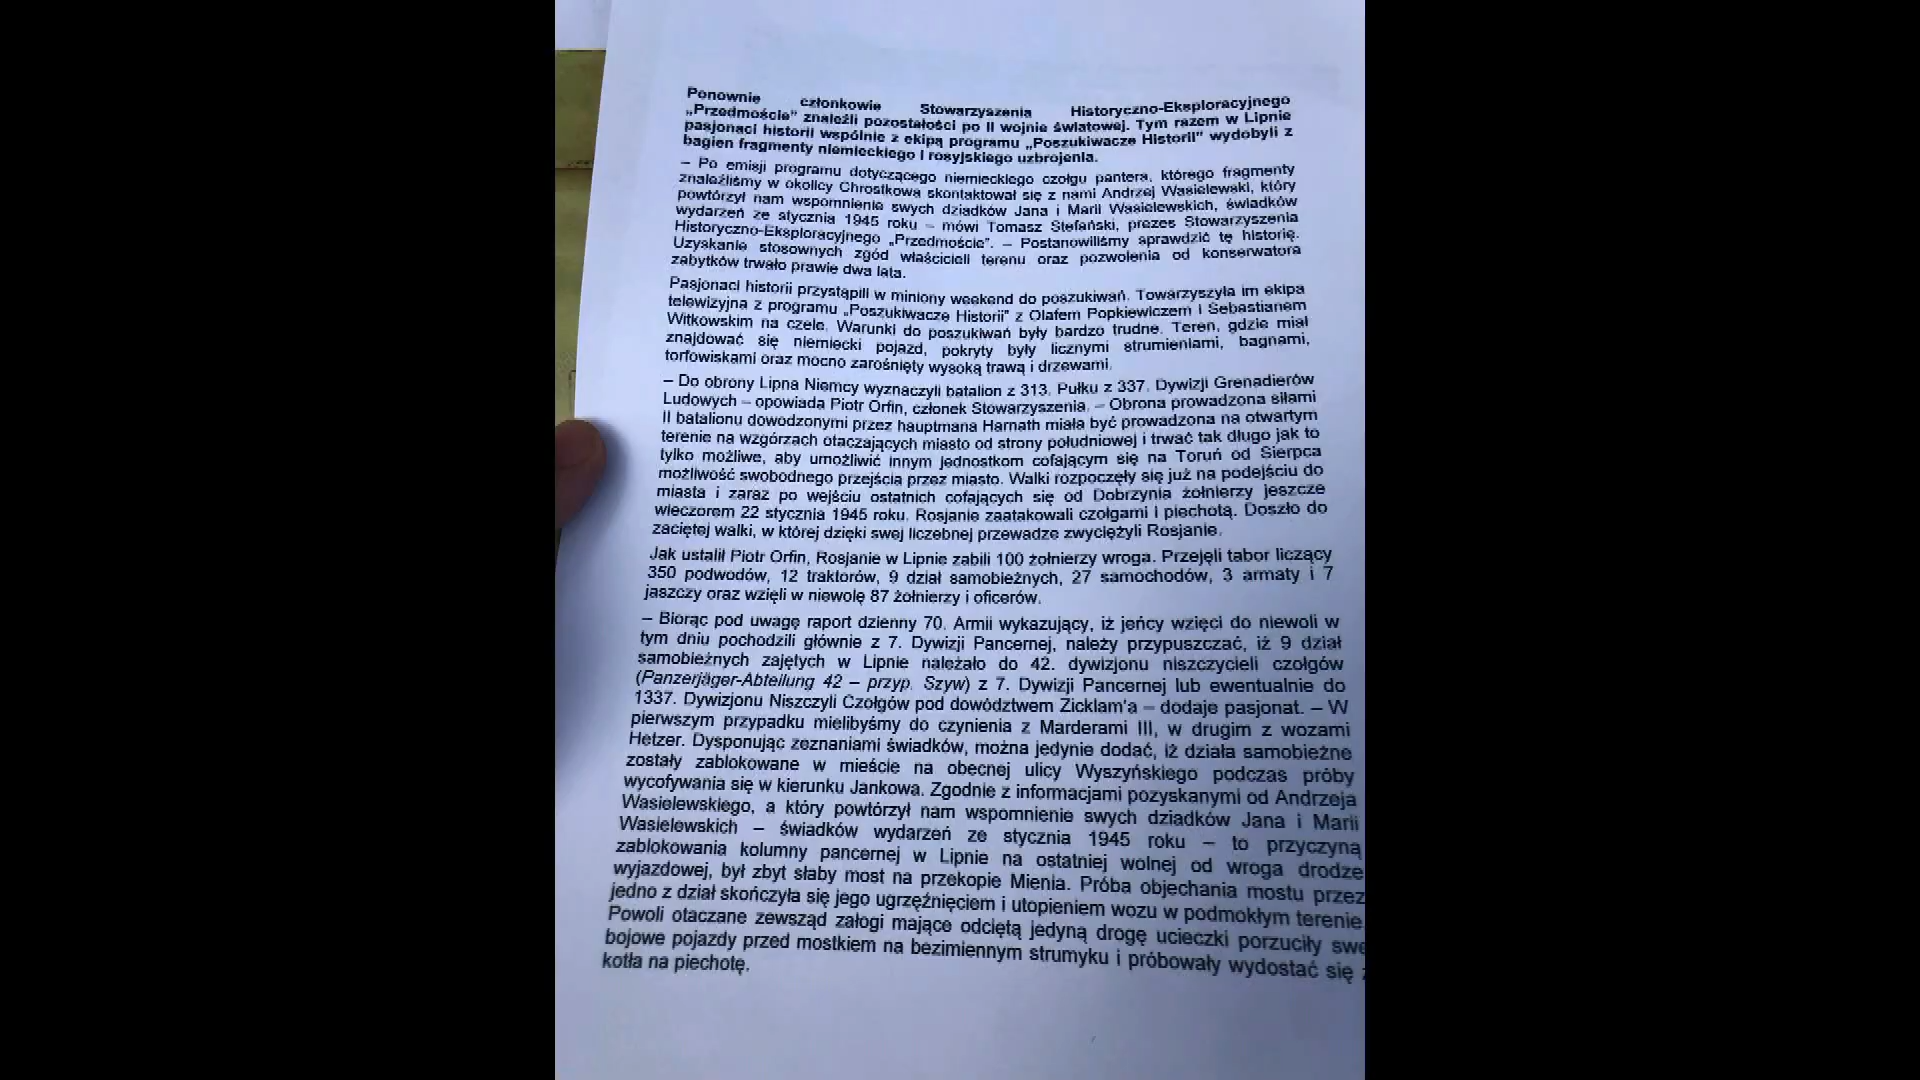 Ponownie członkowie Stowarzyszenia Historyczno-Eksploracyjnego
„Przedmoście” znaleźli pozostałości po II wojnie światowej. Tym razem w Lipnie
pasjonaci historii wspólnie z ekipą programu „Poszukiwacze Historii” wydobyli z
bagien fragmenty niemieckiego i rosyjskiego uzbrojenia.
– Po emisji programu dotyczącego niemieckiego czołgu pantera, którego fragmenty
znaleźliśmy w okolicy Chrostkowa skontaktował się z nami Andrzej Wasielewski, który
powtórzył nam wspomnienie swych dziadków Jana i Marii Wasielewskich, świadków
wydarzeń ze stycznia 1945 roku – mówi Tomasz Stefański, prezes Stowarzyszenia
Historyczno-Eksploracyjnego „Przedmoście”. – Postanowiliśmy sprawdzić tę historię.
Uzyskanie stosownych zgód właścicieli terenu oraz pozwolenia od konserwatora
zabytków trwało prawie dwa lata.
Pasjonaci historii przystąpili w miniony weekend do poszukiwań. Towarzyszyła im ekipa
telewizyjna z programu „Poszukiwacze Historii” z Olafem Popkiewiczem i Sebastianem
Witkowskim na czele. Warunki do poszukiwań były bardzo trudne. Teren, gdzie miał
znajdować się niemiecki pojazd, pokryty były licznymi strumieniami, bagnami,
torfowiskami oraz mocno zarośnięty wysoką trawą i drzewami.
– Do obrony Lipna Niemcy wyznaczyli batalion z 313. Pułku z 337. Dywizji Grenadierów
Ludowych – opowiada Piotr Orfin, członek Stowarzyszenia. – Obrona prowadzona siłami
II batalionu dowodzonymi przez hauptmana Harnath miała być prowadzona na otwartym
terenie na wzgórzach otaczających miasto od strony południowej i trwać tak długo jak to
tylko możliwe, aby umożliwić innym jednostkom cofającym się na Toruń od Sierpca
możliwość swobodnego przejścia przez miasto. Walki rozpoczęły się już na podejściu do
miasta i zaraz po wejściu ostatnich cofających się od Dobrzynia żołnierzy jeszcze
wieczorem 22 stycznia 1945 roku. Rosjanie zaatakowali czołgami i piechotą. Doszło do
zaciętej walki, w której dzięki swej liczebnej przewadze zwyciężyli Rosjanie.
Jak ustalił Piotr Orfin, Rosjanie w Lipnie zabili 100 żołnierzy wroga. Przejęli tabor liczący
350 podwodów, 12 traktorów, 9 dział samobieżnych, 27 samochodów, 3 armaty i 7
jaszczy oraz wzięli w niewolę 87 żołnierzy i oficerów.
– Biorąc pod uwagę raport dzienny 70. Armii wykazujący, iż jeńcy wzięci do niewoli w
tym dniu pochodzili głównie z 7. Dywizji Pancernej, należy przypuszczać, iż 9 dział
samobieżnych zajętych w Lipnie należało do 42. dywizjonu niszczycieli czołgów
(Panzerjäger-Abteilung 42 – przyp. Szyw) z 7. Dywizji Pancernej lub ewentualnie do
1337. Dywizjonu Niszczyli Czołgów pod dowództwem Zicklam’a – dodaje pasjonat. – W
pierwszym przypadku mielibyśmy do czynienia z Marderami III, w drugim z wozami
Hetzer. Dysponując zeznaniami świadków, można jedynie dodać, iż działa samobieżne
zostały zablokowane w mieście na obecnej ulicy Wyszyńskiego podczas próby
wycofywania się w kierunku Jankowa. Zgodnie z informacjami pozyskanymi od Andrzeja
Wasielewskiego, a który powtórzył nam wspomnienie swych dziadków Jana i Marii
Wasielewskich – świadków wydarzeń ze stycznia 1945 roku – to przyczyną
zablokowania kolumny pancernej w Lipnie na ostatniej wolnej od wroga drodze
wyjazdowej, był zbyt słaby most na przekopie Mienia. Próba objechania mostu przez
jedno z dział skończyła się jego ugrzęźnięciem i utopieniem wozu w podmokłym terenie
Powoli otaczane zewsząd załogi mające odciętą jedyną drogę ucieczki porzuciły swe
bojowe pojazdy przed mostkiem na bezimiennym strumyku i próbowały wydostać się z
kotła na piechotę.